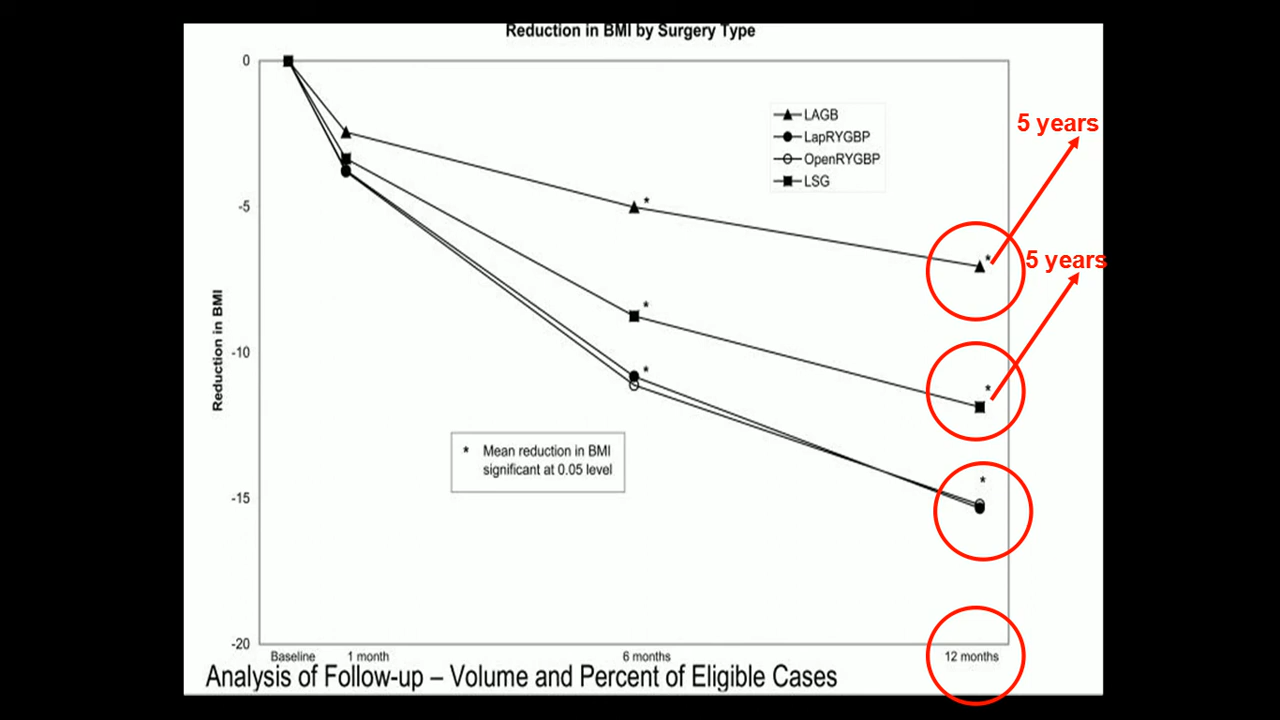 Reduction in BMI by Surgery Type
0
-5
-10
-15
-20
Reduction in BMI
LAGB
LapRYGBP
OpenRYGBP
LSG
5 years
5 years
*
*
*
*
*
*
* Mean reduction in BMI
significant at 0.05 level
Baseline 1 month 6 months 12 months
Analysis of Follow-up – Volume and Percent of Eligible Cases